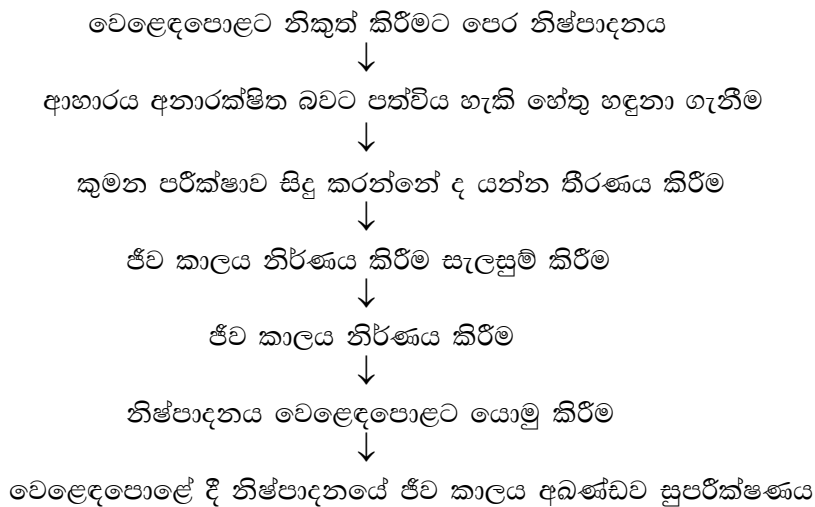 වෙළෙඳපොළට නිකුත් කිරීමට පෙර නිෂ්පාදනය
↓
ආහාරය අනාරක්ෂිත බවට පත්විය හැකි හේතු හඳුනා ගැනීම
↓
කුමන පරීක්ෂාව සිදු කරන්නේ ද යන්න තීරණය කිරීම
↓
ජීව කාලය නිර්ණය කිරීම සැලසුම් කිරීම
↓
ජීව කාලය නිර්ණය කිරීම
↓
නිෂ්පාදනය වෙළෙඳපොළට යොමු කිරීම
↓
වෙළෙඳපොළේ දී නිෂ්පාදනයේ ජීව කාලය අඛණ්ඩව සුපරීක්ෂණය